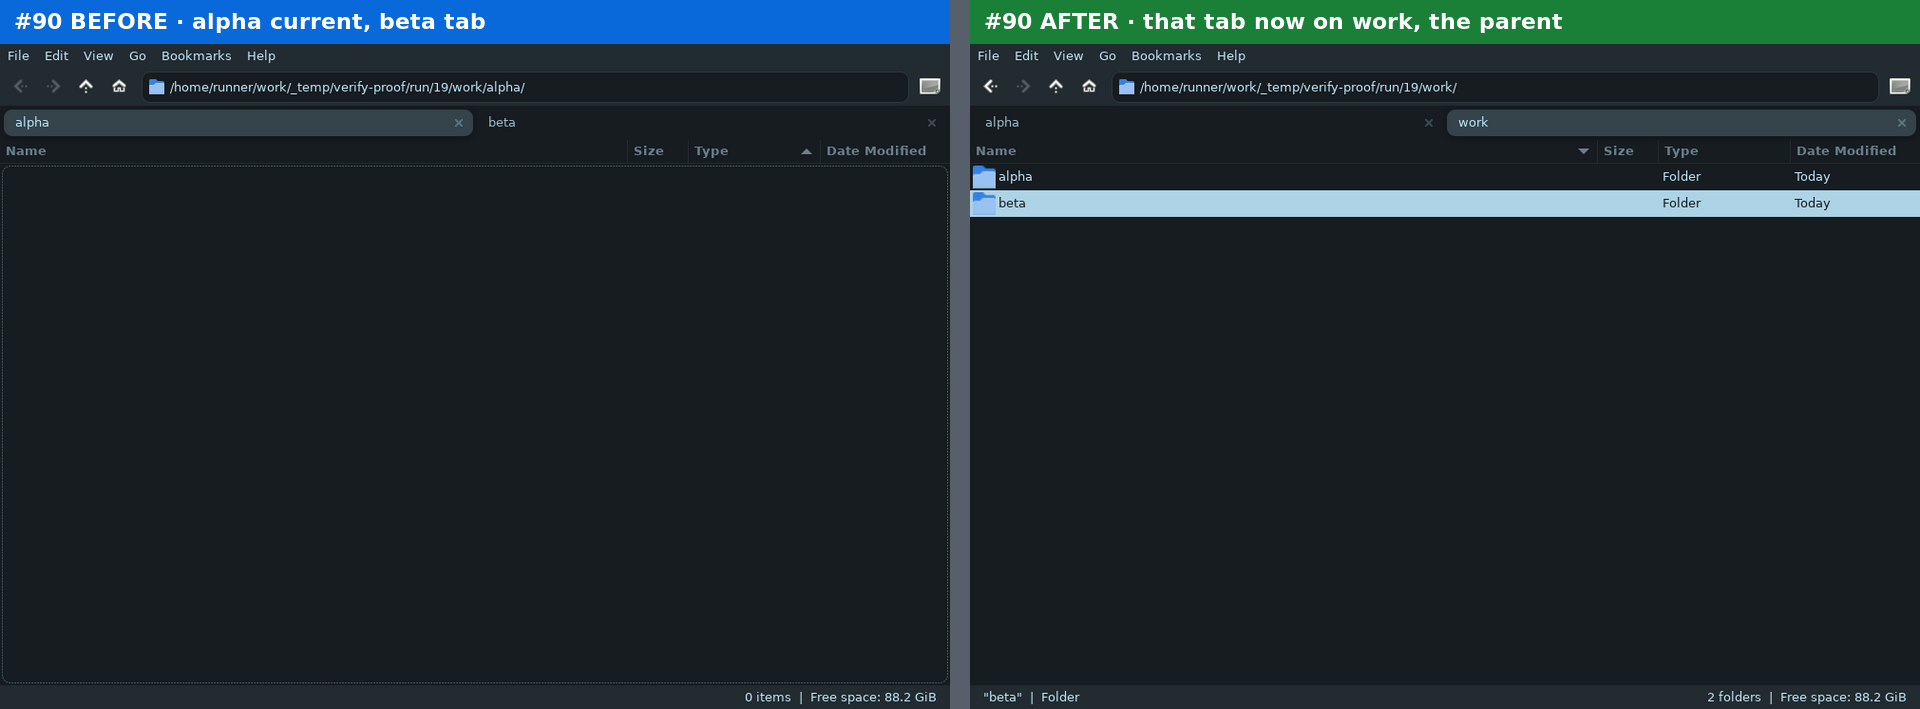 #90 BEFORE · alpha current, beta tab
File Edit View Go Bookmarks Help
/home/runner/work/_temp/verify-proof/run/19/work/alpha/
alpha beta
Name Size Type Date Modified
0 items | Free space: 88.2 GiB
#90 AFTER · that tab now on work, the parent
File Edit View Go Bookmarks Help
/home/runner/work/_temp/verify-proof/run/19/work/
alpha work
Name Size Type Date Modified
alpha Folder Today
beta Folder Today
"beta" | Folder 2 folders | Free space: 88.2 GiB